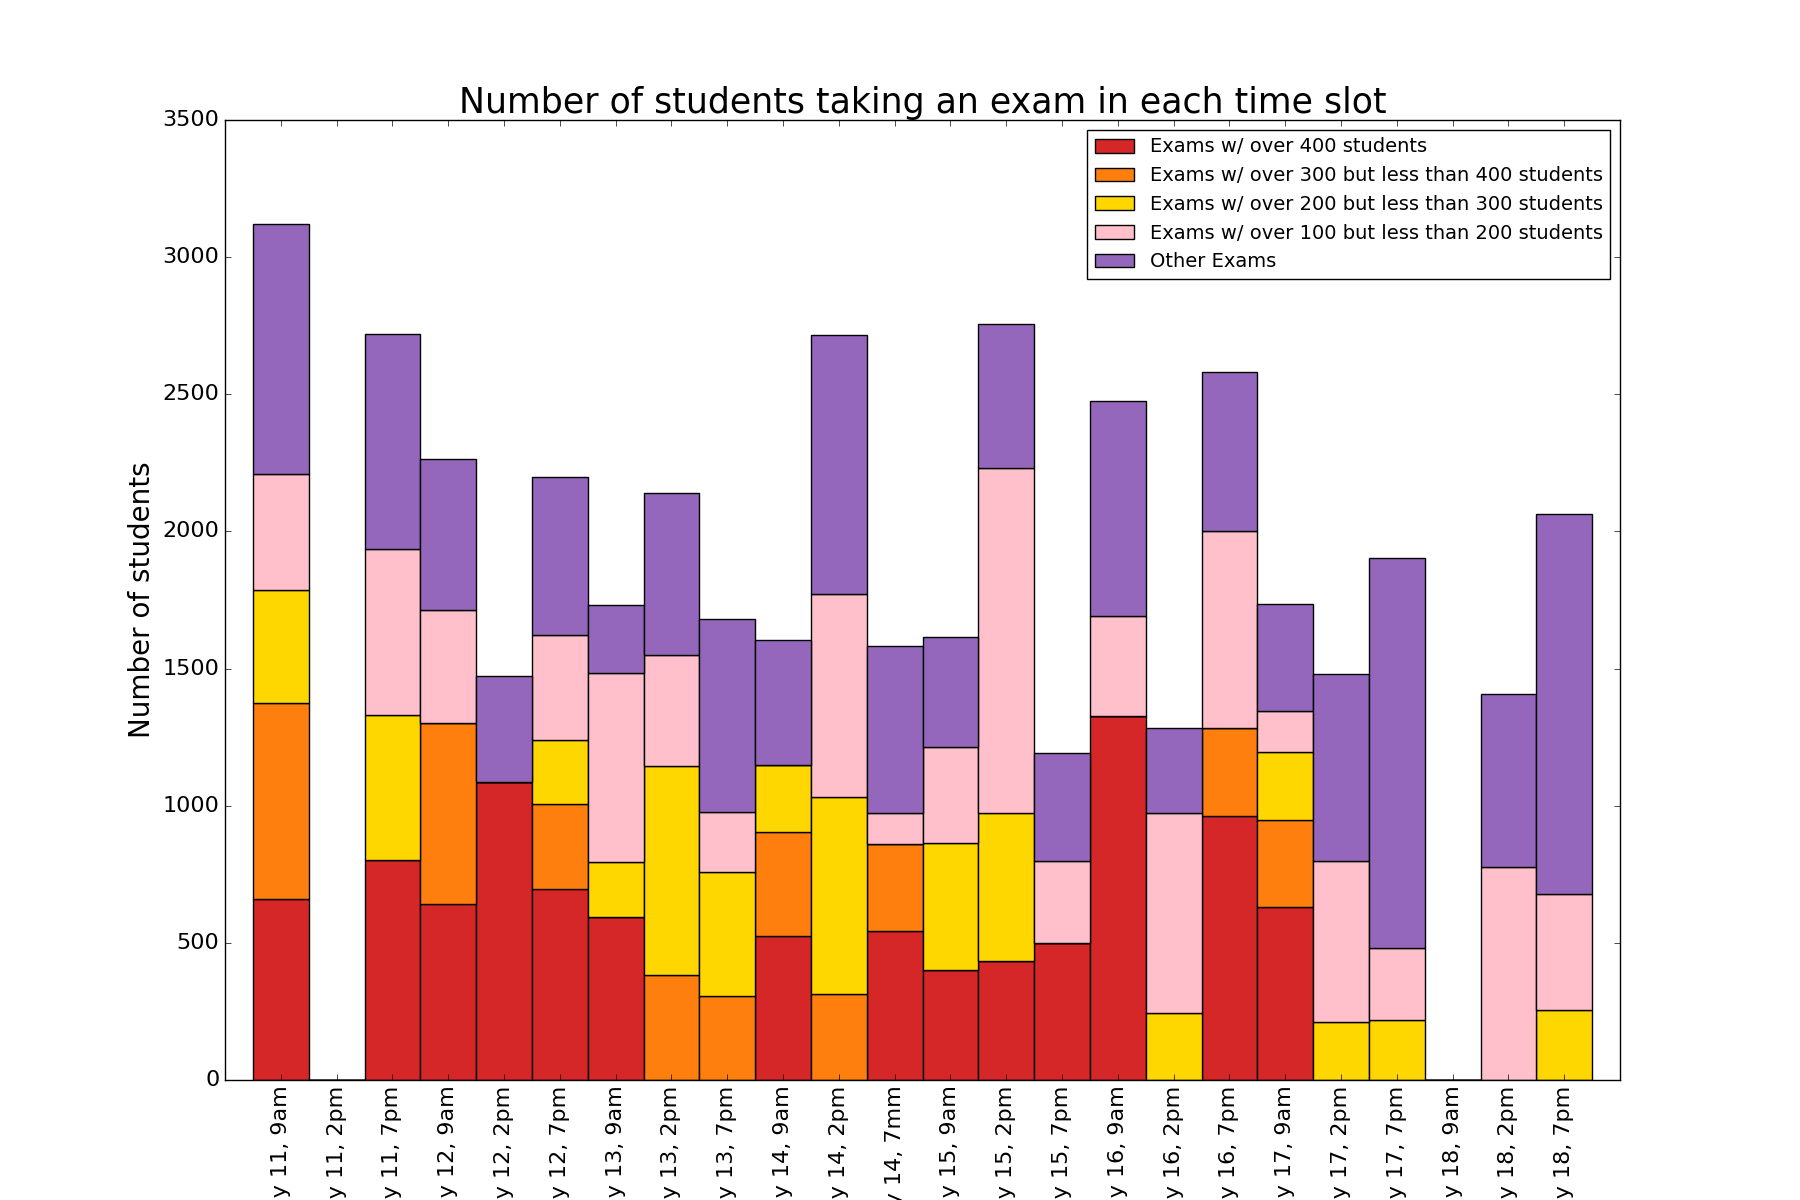 Number of students taking an exam in each time slot
3500
3000
2500
2000
1500
1000
500
0
Number of students
Exams w/ over 400 students
Exams w/ over 300 but less than 400 students
Exams w/ over 200 but less than 300 students
Exams w/ over 100 but less than 200 students
Other Exams
y 11, 9am
y 11, 2pm
y 11, 7pm
y 12, 9am
y 12, 2pm
y 12, 7pm
y 13, 9am
y 13, 2pm
y 13, 7pm
y 14, 9am
y 14, 2pm
y 14, 7mm
y 15, 9am
y 15, 2pm
y 15, 7pm
y 16, 9am
y 16, 2pm
y 16, 7pm
y 17, 9am
y 17, 2pm
y 17, 7pm
y 18, 9am
y 18, 2pm
y 18, 7pm